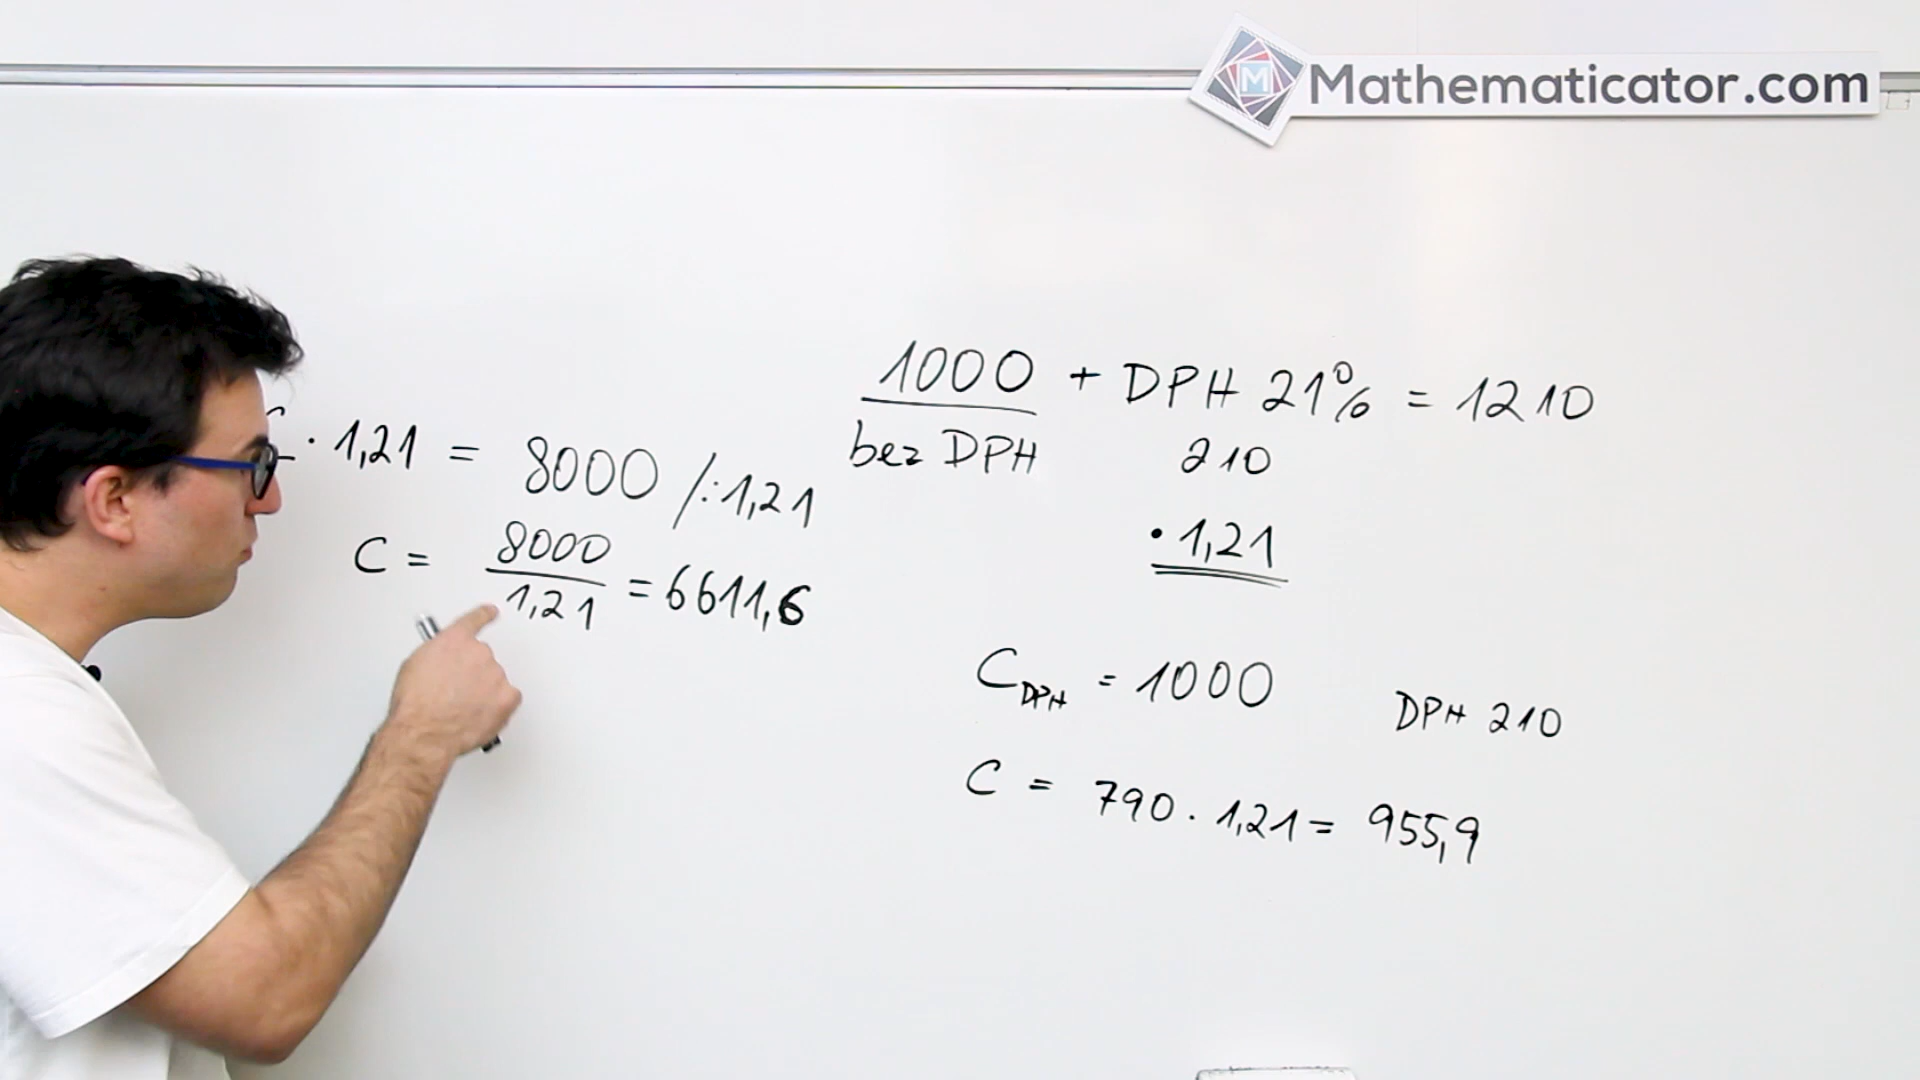 M Mathematicator.com
· 1,21 = 8000 /:1,21
C = 8000
1,21
= 6611,6
1000 + DPH 21% = 1210
bez DPH 210
· 1,21
C DPH = 1000 DPH 210
C = 790 · 1,21 = 955,9